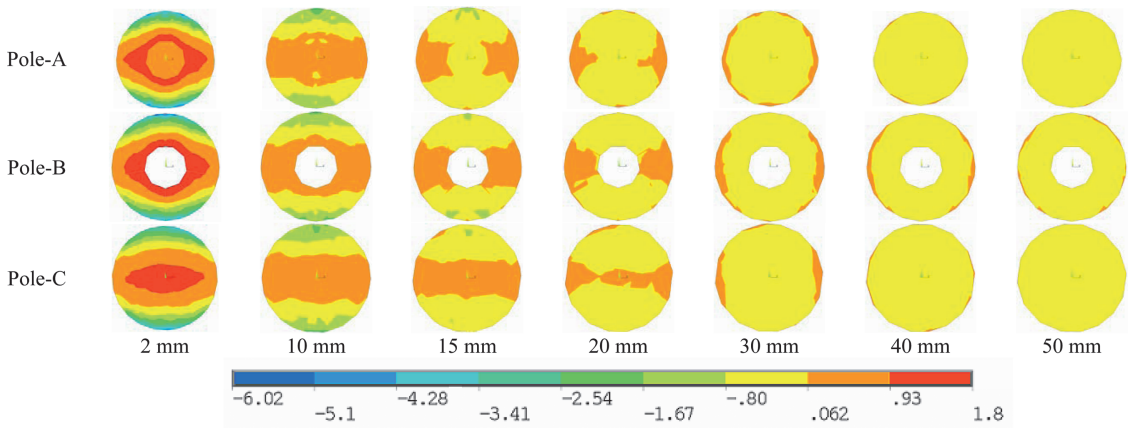 Pole-A
Pole-B
Pole-C
2 mm 10 mm 15 mm 20 mm 30 mm 40 mm 50 mm
-6.02 -4.28 -2.54 -.80 .93
-5.1 -3.41 -1.67 .062 1.8